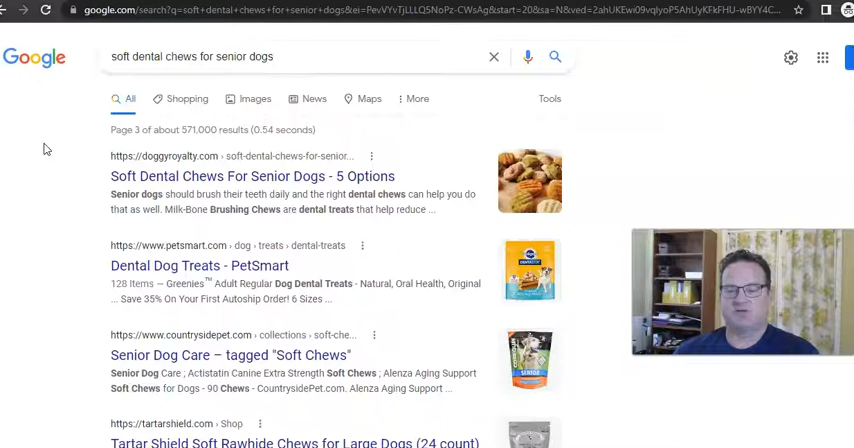 google.com/search?q=soft+dental+chews+for+senior+dogs&ei=PevVYvTjLLLQ5NoPz-CWsAg&start=20&sa=N&ved=2ahUKEwi09vqlyoP5AhUyKFkFHU-wBYY4C...
Google
soft dental chews for senior dogs
All
Shopping
Images
News
Maps
More
Tools
Page 3 of about 571,000 results (0.54 seconds)
https://doggyroyalty.com › soft-dental-chews-for-senior...
Soft Dental Chews For Senior Dogs - 5 Options
Senior dogs should brush their teeth daily and the right dental chews can help you do
that as well. Milk-Bone Brushing Chews are dental treats that help reduce ...
https://www.petsmart.com › dog › treats › dental-treats
Dental Dog Treats - PetSmart
128 Items — Greenies™ Adult Regular Dog Dental Treats - Natural, Oral Health, Original
... Save 35% On Your First Autoship Order! 6 Sizes ...
https://www.countrysidepet.com › collections › soft-che...
Senior Dog Care – tagged "Soft Chews"
Senior Dog Care ; Actistatin Canine Extra Strength Soft Chews ; Alenza Aging Support
Soft Chews for Dogs - 90 Chews - CountrysidePet.com. Alenza Aging Support ...
https://tartarshield.com › Shop
Tartar Shield Soft Rawhide Chews for Large Dogs (24 count)